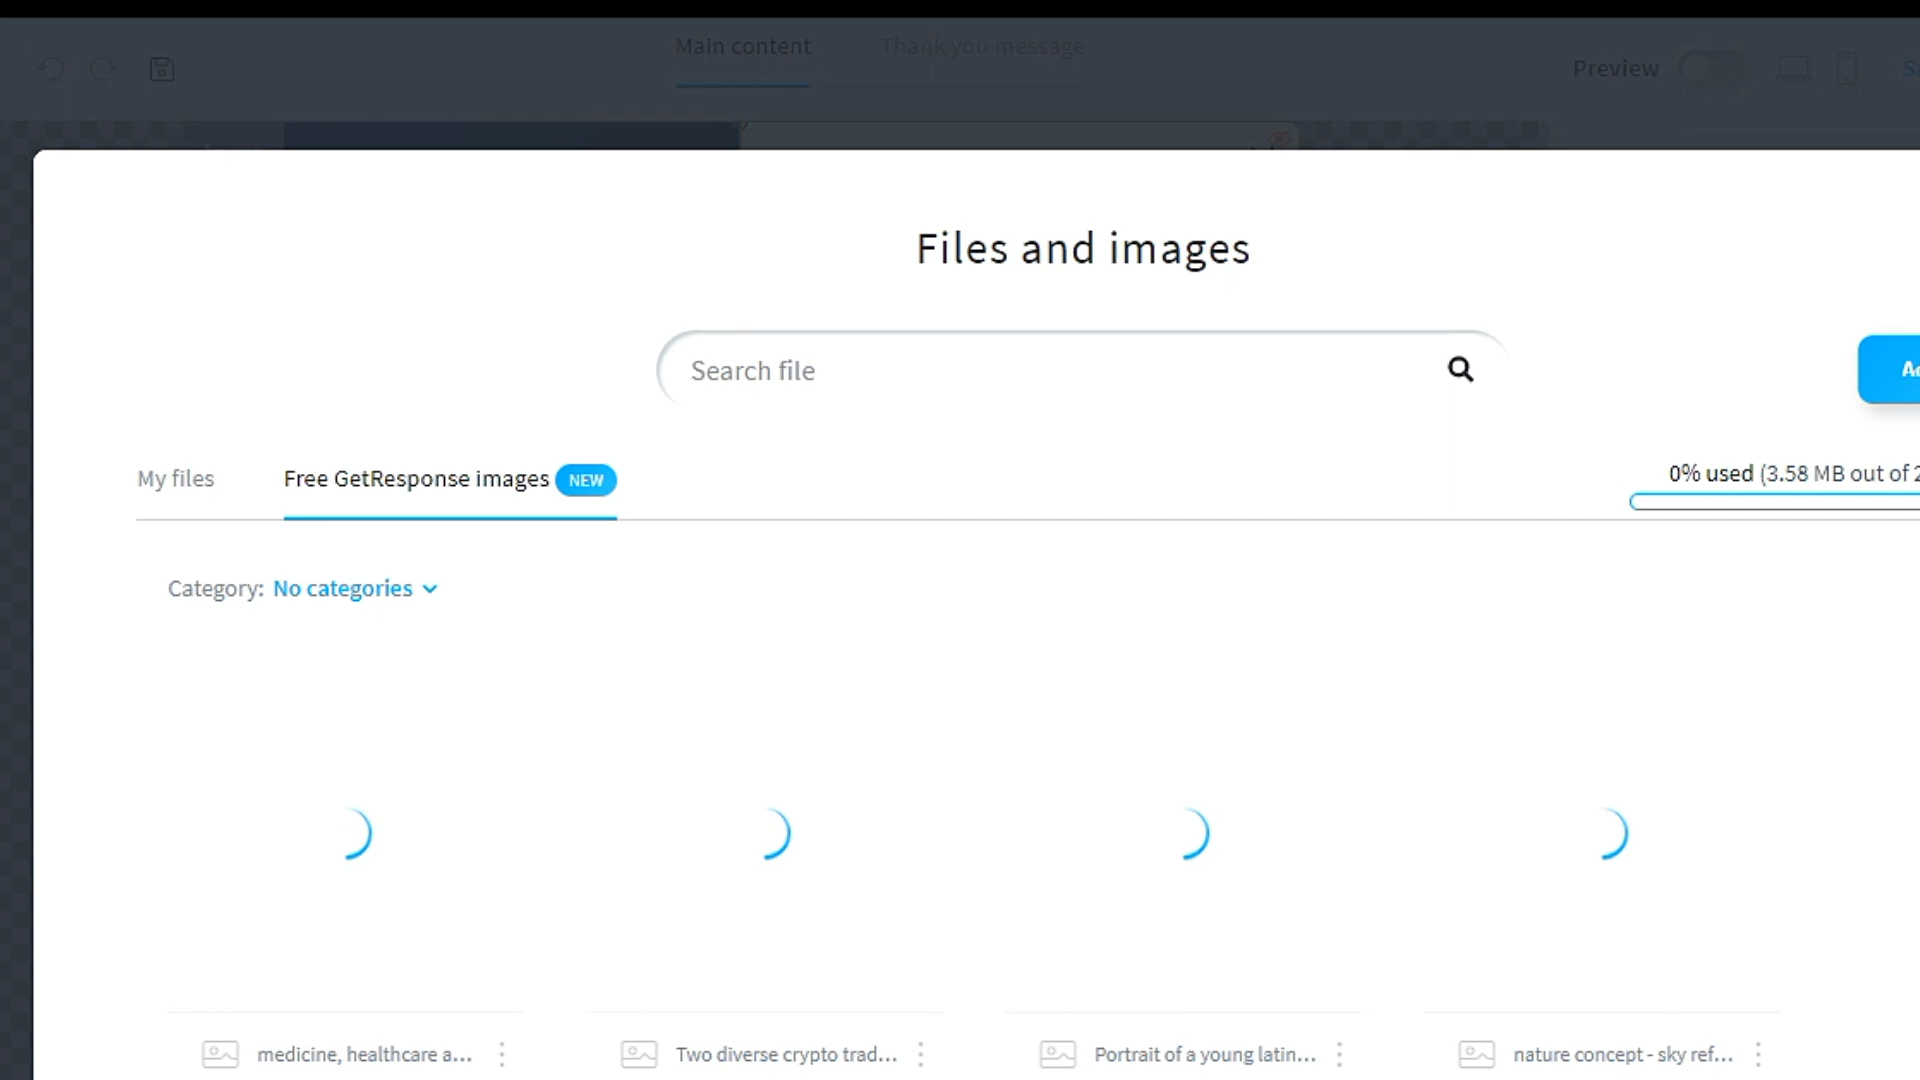 Main content
Thank you message
Preview
Files and images
Search file
My files
Free GetResponse images NEW
0% used (3.58 MB out of
Category: No categories
medicine, healthcare a...
Two diverse crypto trad...
Portrait of a young latin...
nature concept - sky ref...